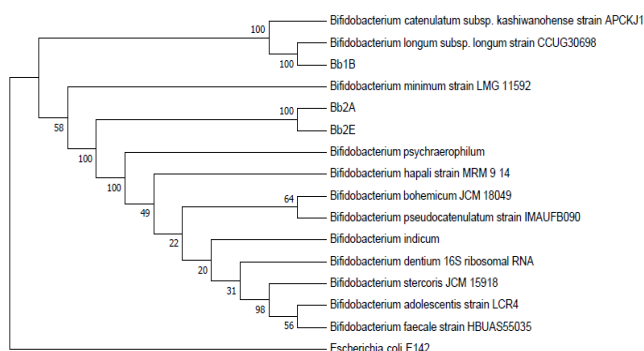 Bifidobacterium catenulatum subsp. kashiwanohense strain APCKJ1
100
Bifidobacterium longum subsp. longum strain CCUG30698
100
Bb1B
Bifidobacterium minimum strain LMG 11592
58
Bb2A
100
Bb2E
100
Bifidobacterium psychraerophilum
100
Bifidobacterium hapali strain MRM 9 14
49
Bifidobacterium bohemicum JCM 18049
64
Bifidobacterium pseudocatenulatum strain IMAUFB090
22
Bifidobacterium indicum
20
Bifidobacterium dentium 16S ribosomal RNA
31
Bifidobacterium stercoris JCM 15918
98
Bifidobacterium adolescentis strain LCR4
56
Bifidobacterium faecale strain HBUAS55035
Escherichia coli F142